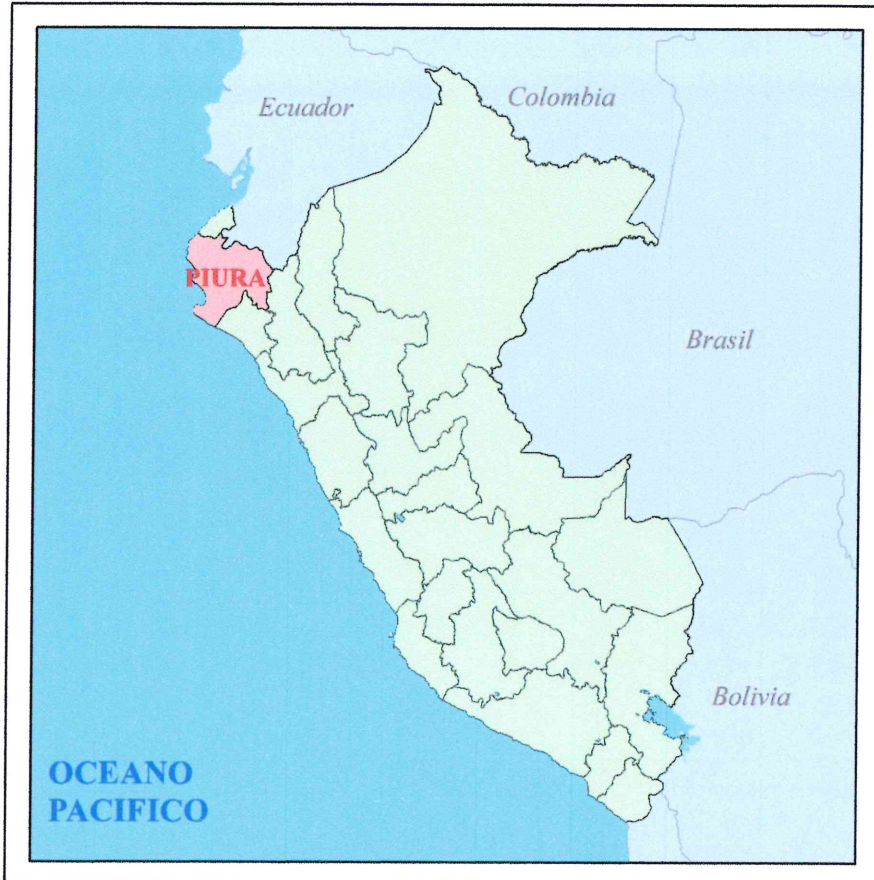 Ecuador
Colombia
PIURA
Brasil
Bolivia
OCEANO
PACIFICO